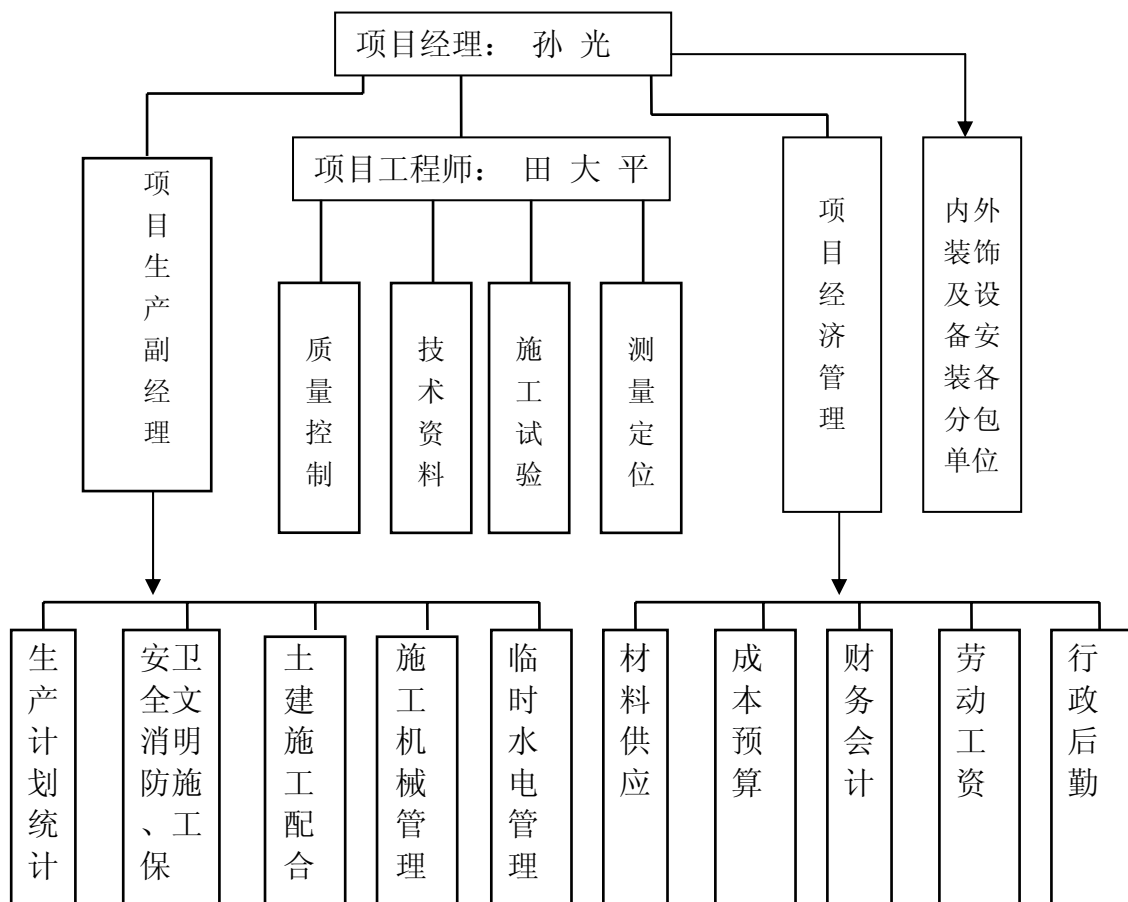 项目经理： 孙 光
项目工程师： 田 大 平
项目生产副经理
质量控制
技术资料
施工试验
测量定位
项目经济管理
内外
装饰
及设
备安
装各
分包
单位
生产计划统计
安全消防、保
卫文明施工
土建施工配合
施工机械管理
临时水电管理
材料供应
成本预算
财务会计
劳动工资
行政后勤